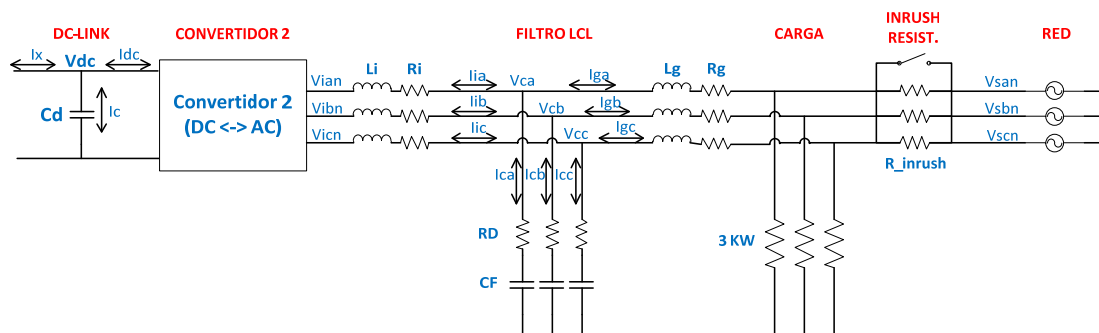 DC-LINK
CONVERTIDOR 2
FILTRO LCL
CARGA
INRUSH
RESIST.
RED
Ix
Vdc
Idc
Cd
Ic
Convertidor 2
(DC <-> AC)
Vian
Vibn
Vicn
Li
Ri
Iia
Iib
Iic
Vca
Vcb
Vcc
Iga
Igb
Igc
Lg
Rg
Ica
Icb
Icc
RD
CF
3 KW
R_inrush
Vsan
Vsbn
Vscn